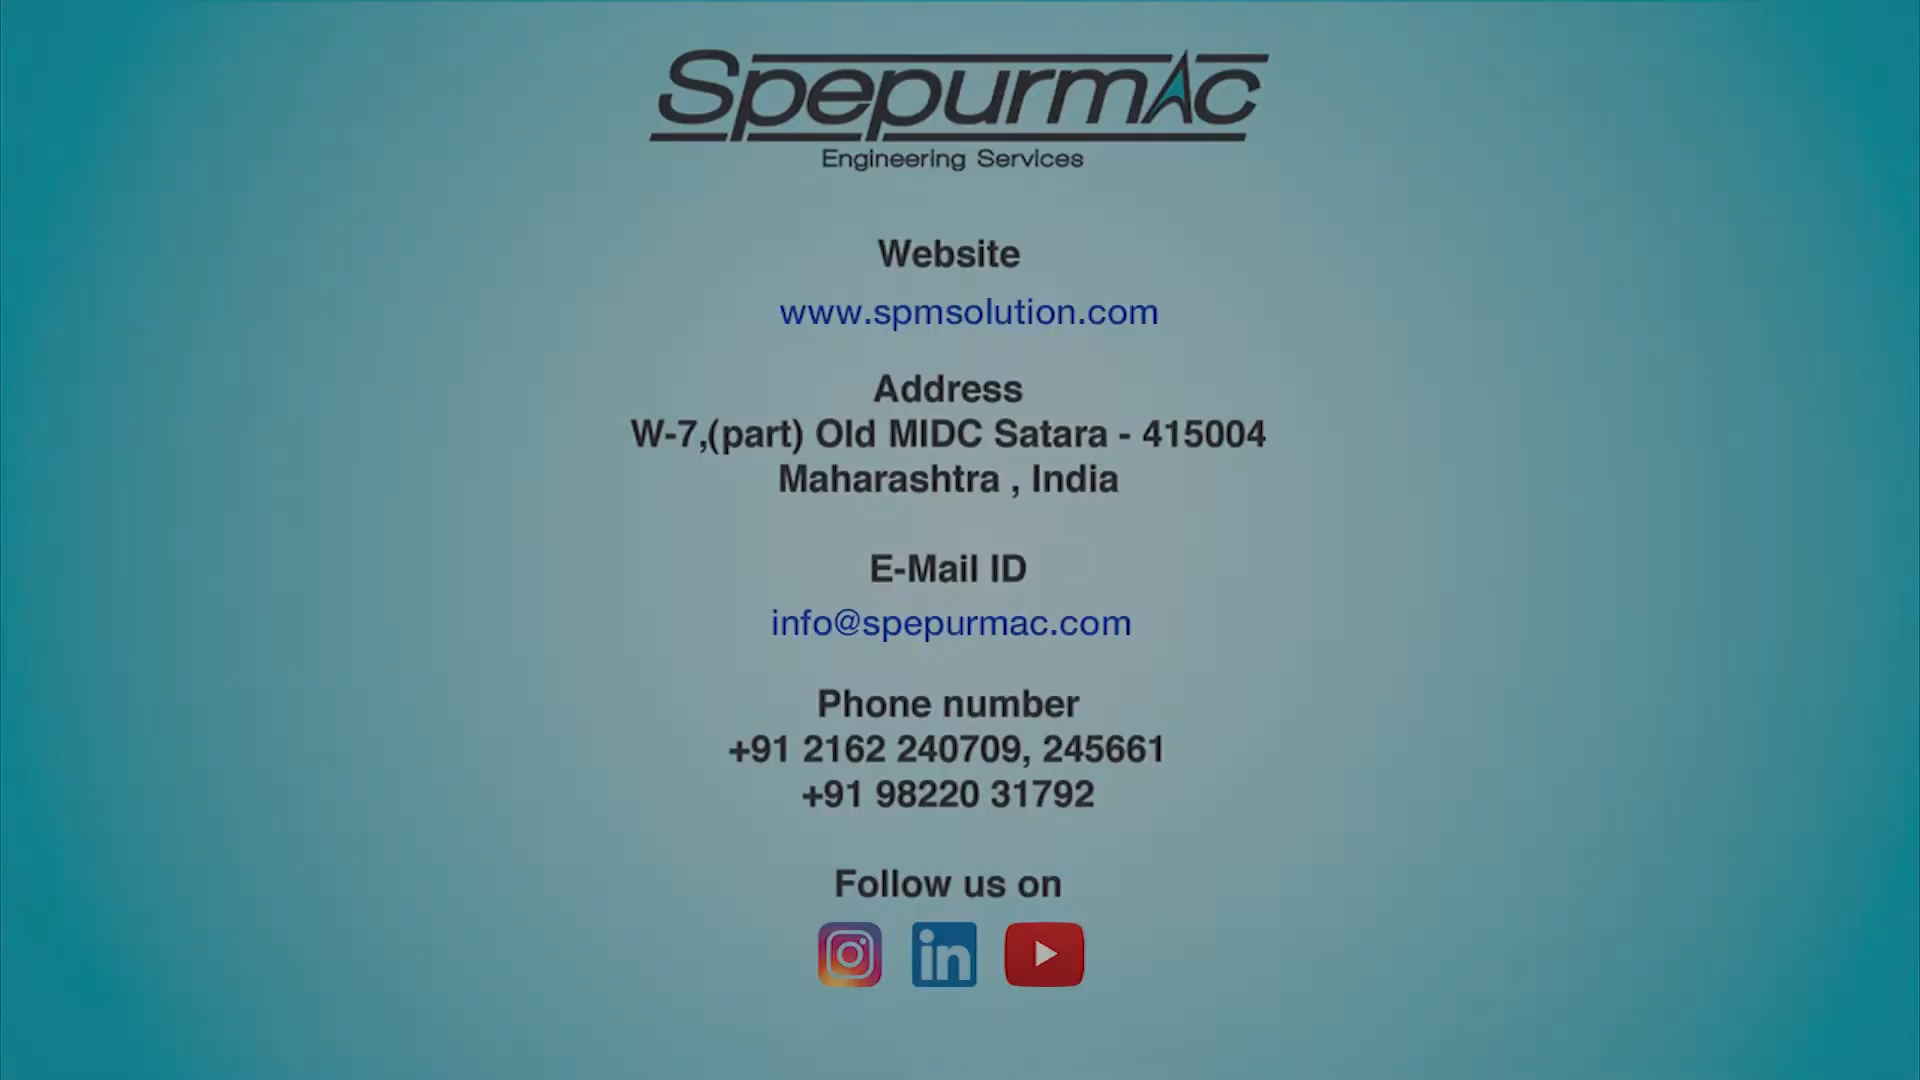 Spepurmac
Engineering Services
Website
www.spmsolution.com
Address
W-7,(part) Old MIDC Satara - 415004
Maharashtra , India
E-Mail ID
info@spepurmac.com
Phone number
+91 2162 240709, 245661
+91 98220 31792
Follow us on
in